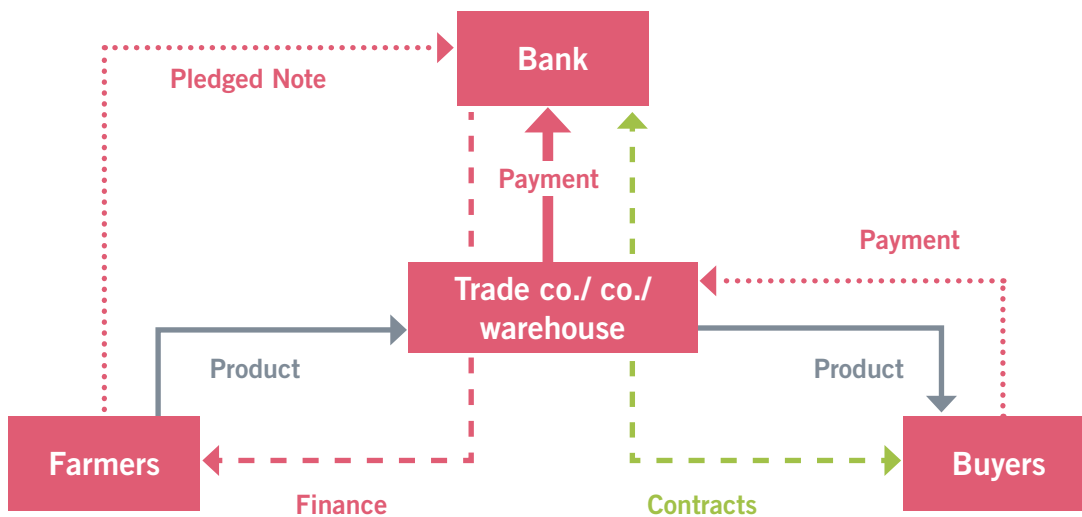 Bank
Pledged Note
Payment
Payment
Trade co./ co./
warehouse
Product
Product
Farmers
Buyers
Finance
Contracts